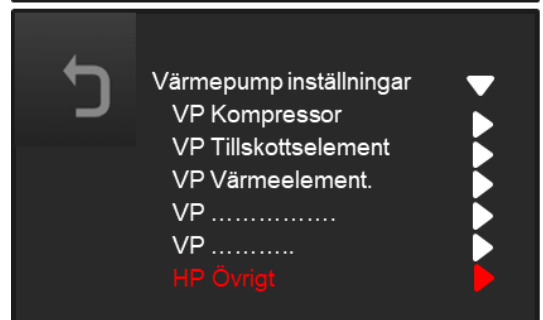 Värmepump inställningar
VP Kompressor
VP Tillskottselement
VP Värmeelement.
VP …………….
VP ………..
HP Övrigt